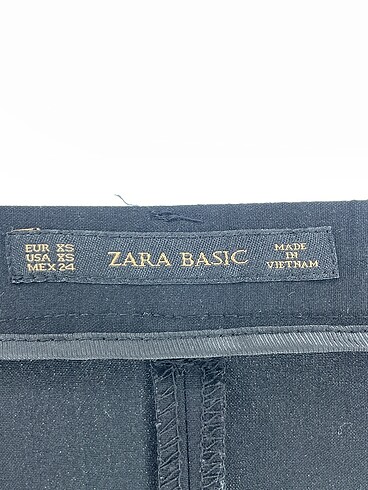 EUR XS
USA XS
MEX 24
ZARA BASIC
MADE
IN
VIETNAM